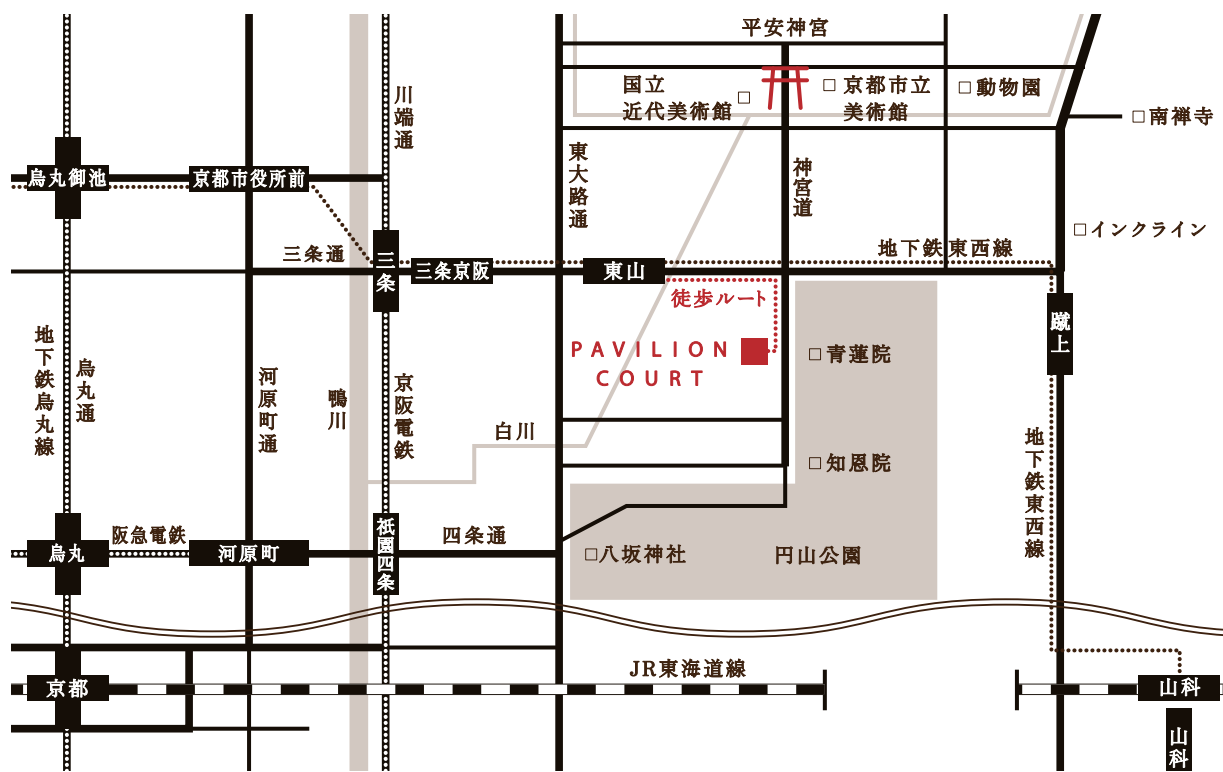 平安神宮
国立
近代美術館
京都市立
美術館
動物園
南禅寺
川端通
東大路通
神宮道
烏丸御池
京都市役所前
インクライン
三条通
三条
三条京阪
東山
地下鉄東西線
徒歩ルート
蹴上
PAVILION
COURT
青蓮院
地下鉄烏丸線
烏丸通
河原町通
鴨川
京阪電鉄
白川
知恩院
地下鉄東西線
阪急電鉄
烏丸
河原町
祇園四条
四条通
八坂神社
円山公園
JR東海道線
京都
山科
山科